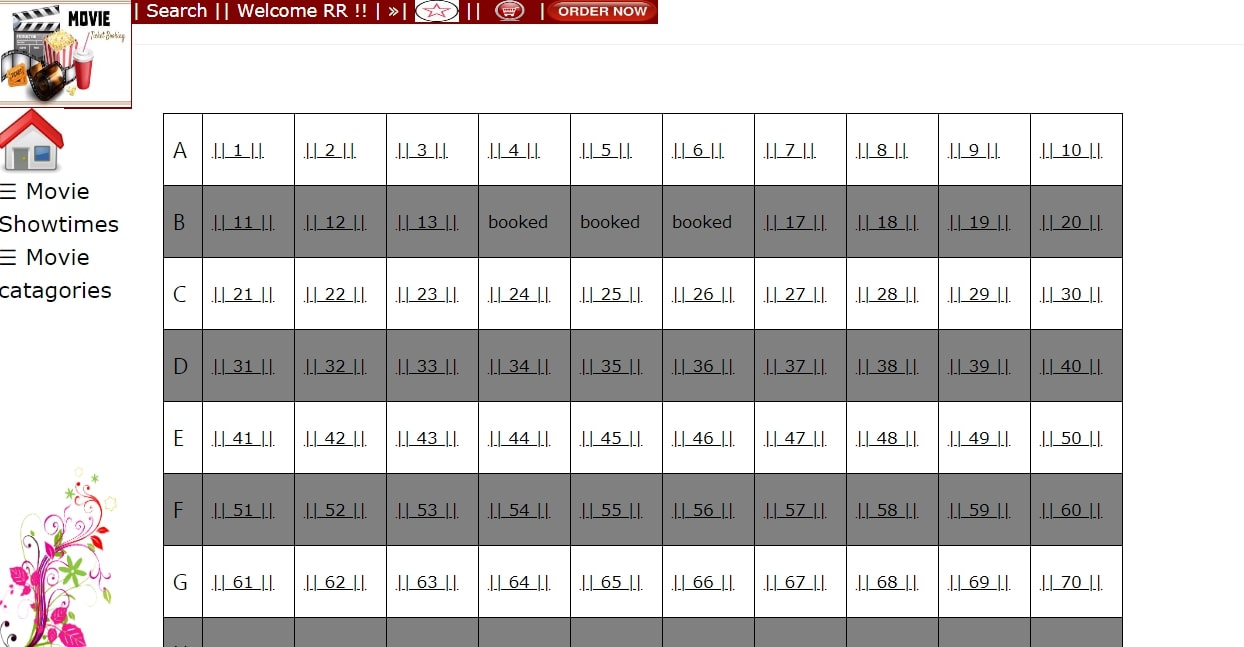 MOVIE
Ticket Booking
| Search || Welcome RR !! | »| || | ORDER NOW
☰ Movie
Showtimes
☰ Movie
catagories
A || 1 || || 2 || || 3 || || 4 || || 5 || || 6 || || 7 || || 8 || || 9 || || 10 ||
B || 11 || || 12 || || 13 || booked booked booked || 17 || || 18 || || 19 || || 20 ||
C || 21 || || 22 || || 23 || || 24 || || 25 || || 26 || || 27 || || 28 || || 29 || || 30 ||
D || 31 || || 32 || || 33 || || 34 || || 35 || || 36 || || 37 || || 38 || || 39 || || 40 ||
E || 41 || || 42 || || 43 || || 44 || || 45 || || 46 || || 47 || || 48 || || 49 || || 50 ||
F || 51 || || 52 || || 53 || || 54 || || 55 || || 56 || || 57 || || 58 || || 59 || || 60 ||
G || 61 || || 62 || || 63 || || 64 || || 65 || || 66 || || 67 || || 68 || || 69 || || 70 ||